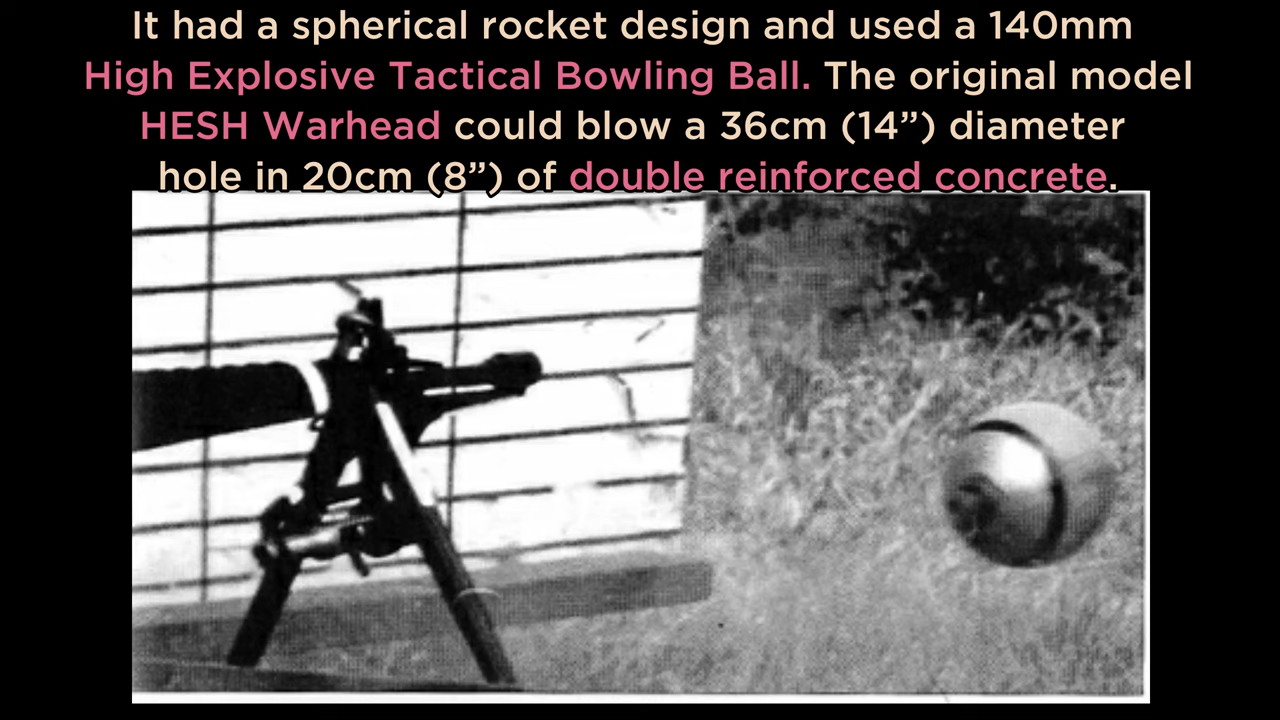 It had a spherical rocket design and used a 140mm
High Explosive Tactical Bowling Ball. The original model
HESH Warhead could blow a 36cm (14”) diameter
hole in 20cm (8”) of double reinforced concrete.